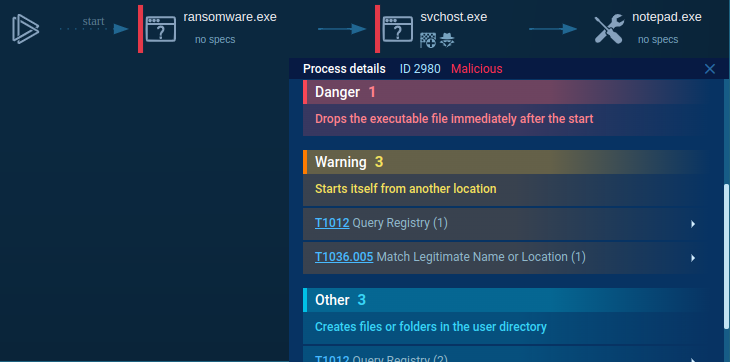 start
ransomware.exe
no specs
svchost.exe
notepad.exe
no specs
Process details ID 2980 Malicious
Danger 1
Drops the executable file immediately after the start
Warning 3
Starts itself from another location
T1012 Query Registry (1)
T1036.005 Match Legitimate Name or Location (1)
Other 3
Creates files or folders in the user directory
T1012 Query Registry (2)